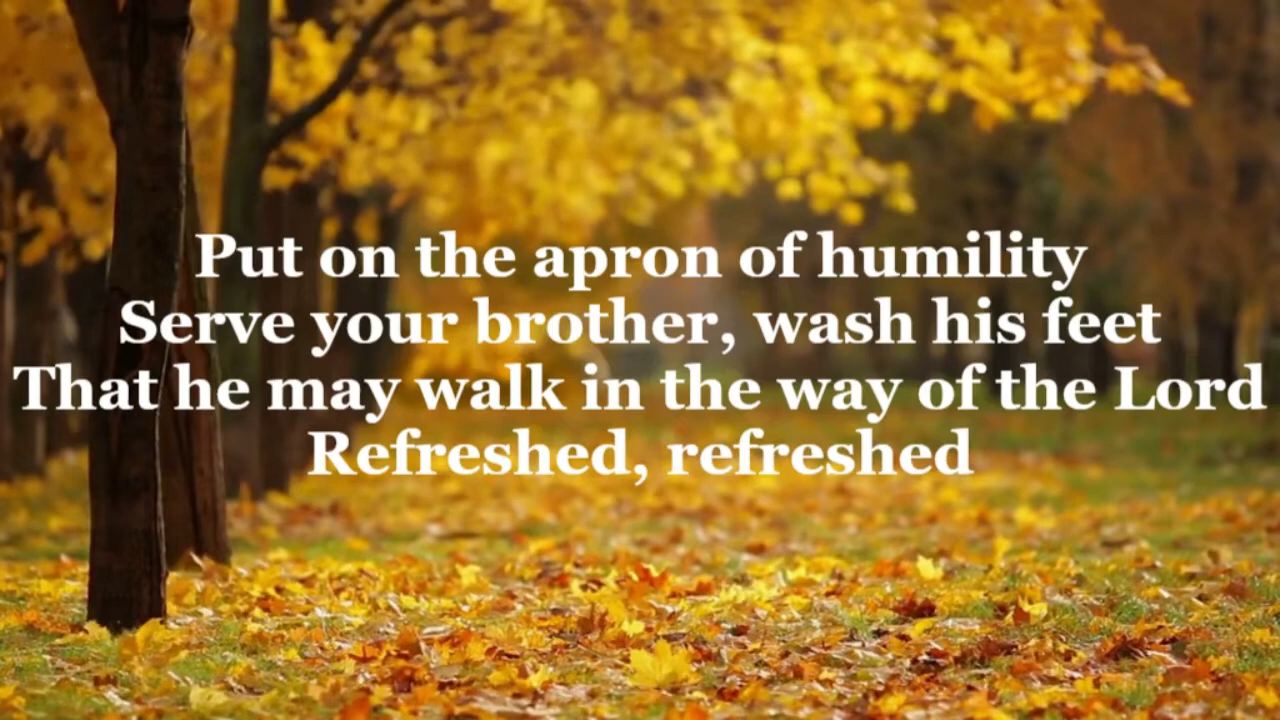 Put on the apron of humility
Serve your brother, wash his feet
That he may walk in the way of the Lord
Refreshed, refreshed